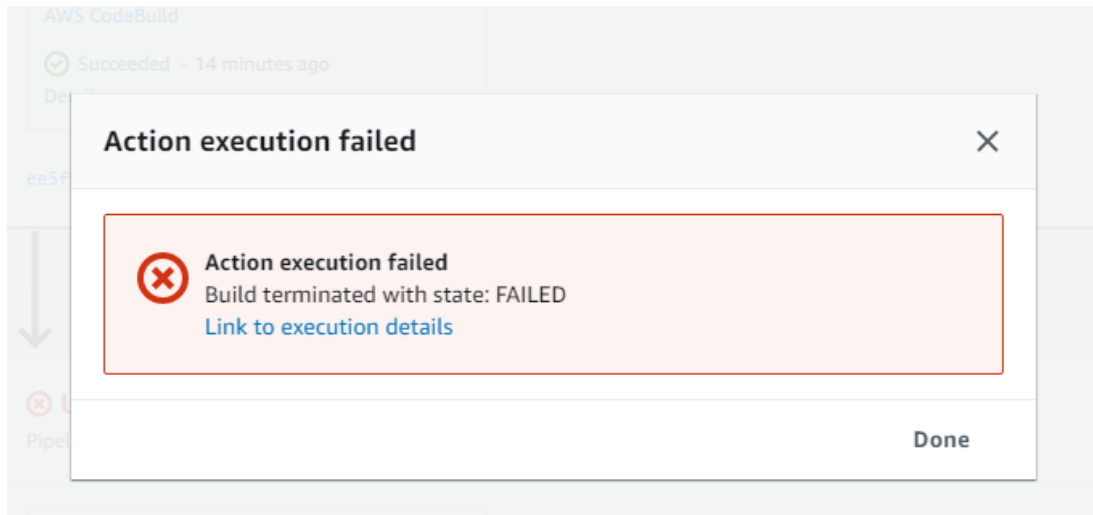 AWS CodeBuild
Succeeded - 14 minutes ago
Action execution failed
ee5f
Action execution failed
Build terminated with state: FAILED
Link to execution details
Done